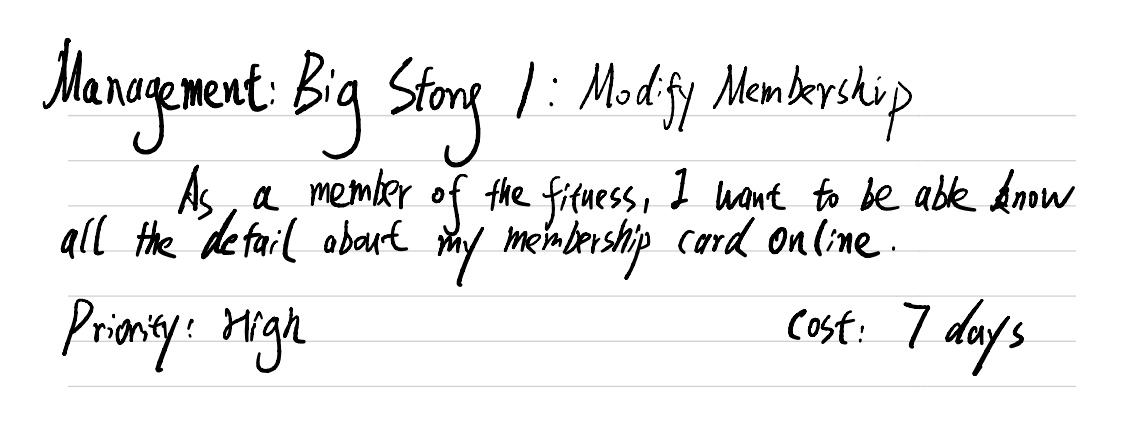 Management: Big Stong 1: Modify Membership
As a member of the fitness, I want to be able know
all the detail about my membership card online.
Priority: High Cost: 7 days